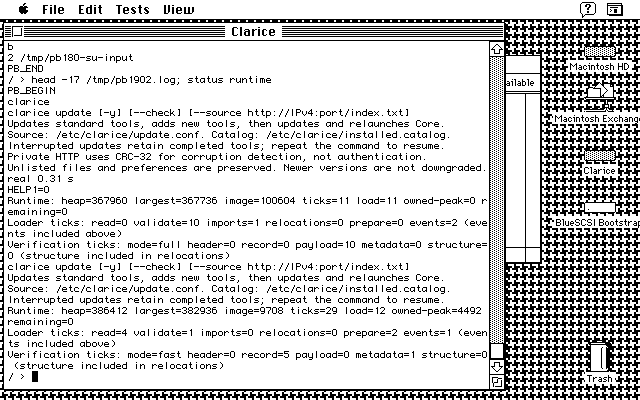 File Edit Tests View
Clarice
b
2 /tmp/pb180-su-input
PB_END
/ > head -17 /tmp/pb1902.log; status runtime
PB_BEGIN
clarice
clarice update [-y] [--check] [--source http://IPv4:port/index.txt]
Updates standard tools, adds new tools, then updates and relaunches Core.
Source: /etc/clarice/update.conf. Catalog: /etc/clarice/installed.catalog.
Interrupted updates retain completed tools; repeat the command to resume.
Private HTTP uses CRC-32 for corruption detection, not authentication.
Unlisted files and preferences are preserved. Newer versions are not downgraded.
real 0.31 s
HELP1=0
Runtime: heap=367960 largest=367736 image=100604 ticks=11 load=11 owned-peak=0 r
emaining=0
Loader ticks: read=0 validate=10 imports=1 relocations=0 prepare=0 events=2 (eve
nts included above)
Verification ticks: mode=full header=0 record=0 payload=10 metadata=0 structure=
0 (structure included in relocations)
clarice update [-y] [--check] [--source http://IPv4:port/index.txt]
Updates standard tools, adds new tools, then updates and relaunches Core.
Source: /etc/clarice/update.conf. Catalog: /etc/clarice/installed.catalog.
Interrupted updates retain completed tools; repeat the command to resume.
Runtime: heap=386412 largest=382936 image=9708 ticks=29 load=12 owned-peak=4492
remaining=0
Loader ticks: read=4 validate=1 imports=0 relocations=0 prepare=2 events=1 (even
ts included above)
Verification ticks: mode=fast header=0 record=5 payload=0 metadata=1 structure=0
(structure included in relocations)
/ >
ailable
Macintosh HD
Macintosh Exchang
Clarice
BlueSCSI Bootstrap
Trash